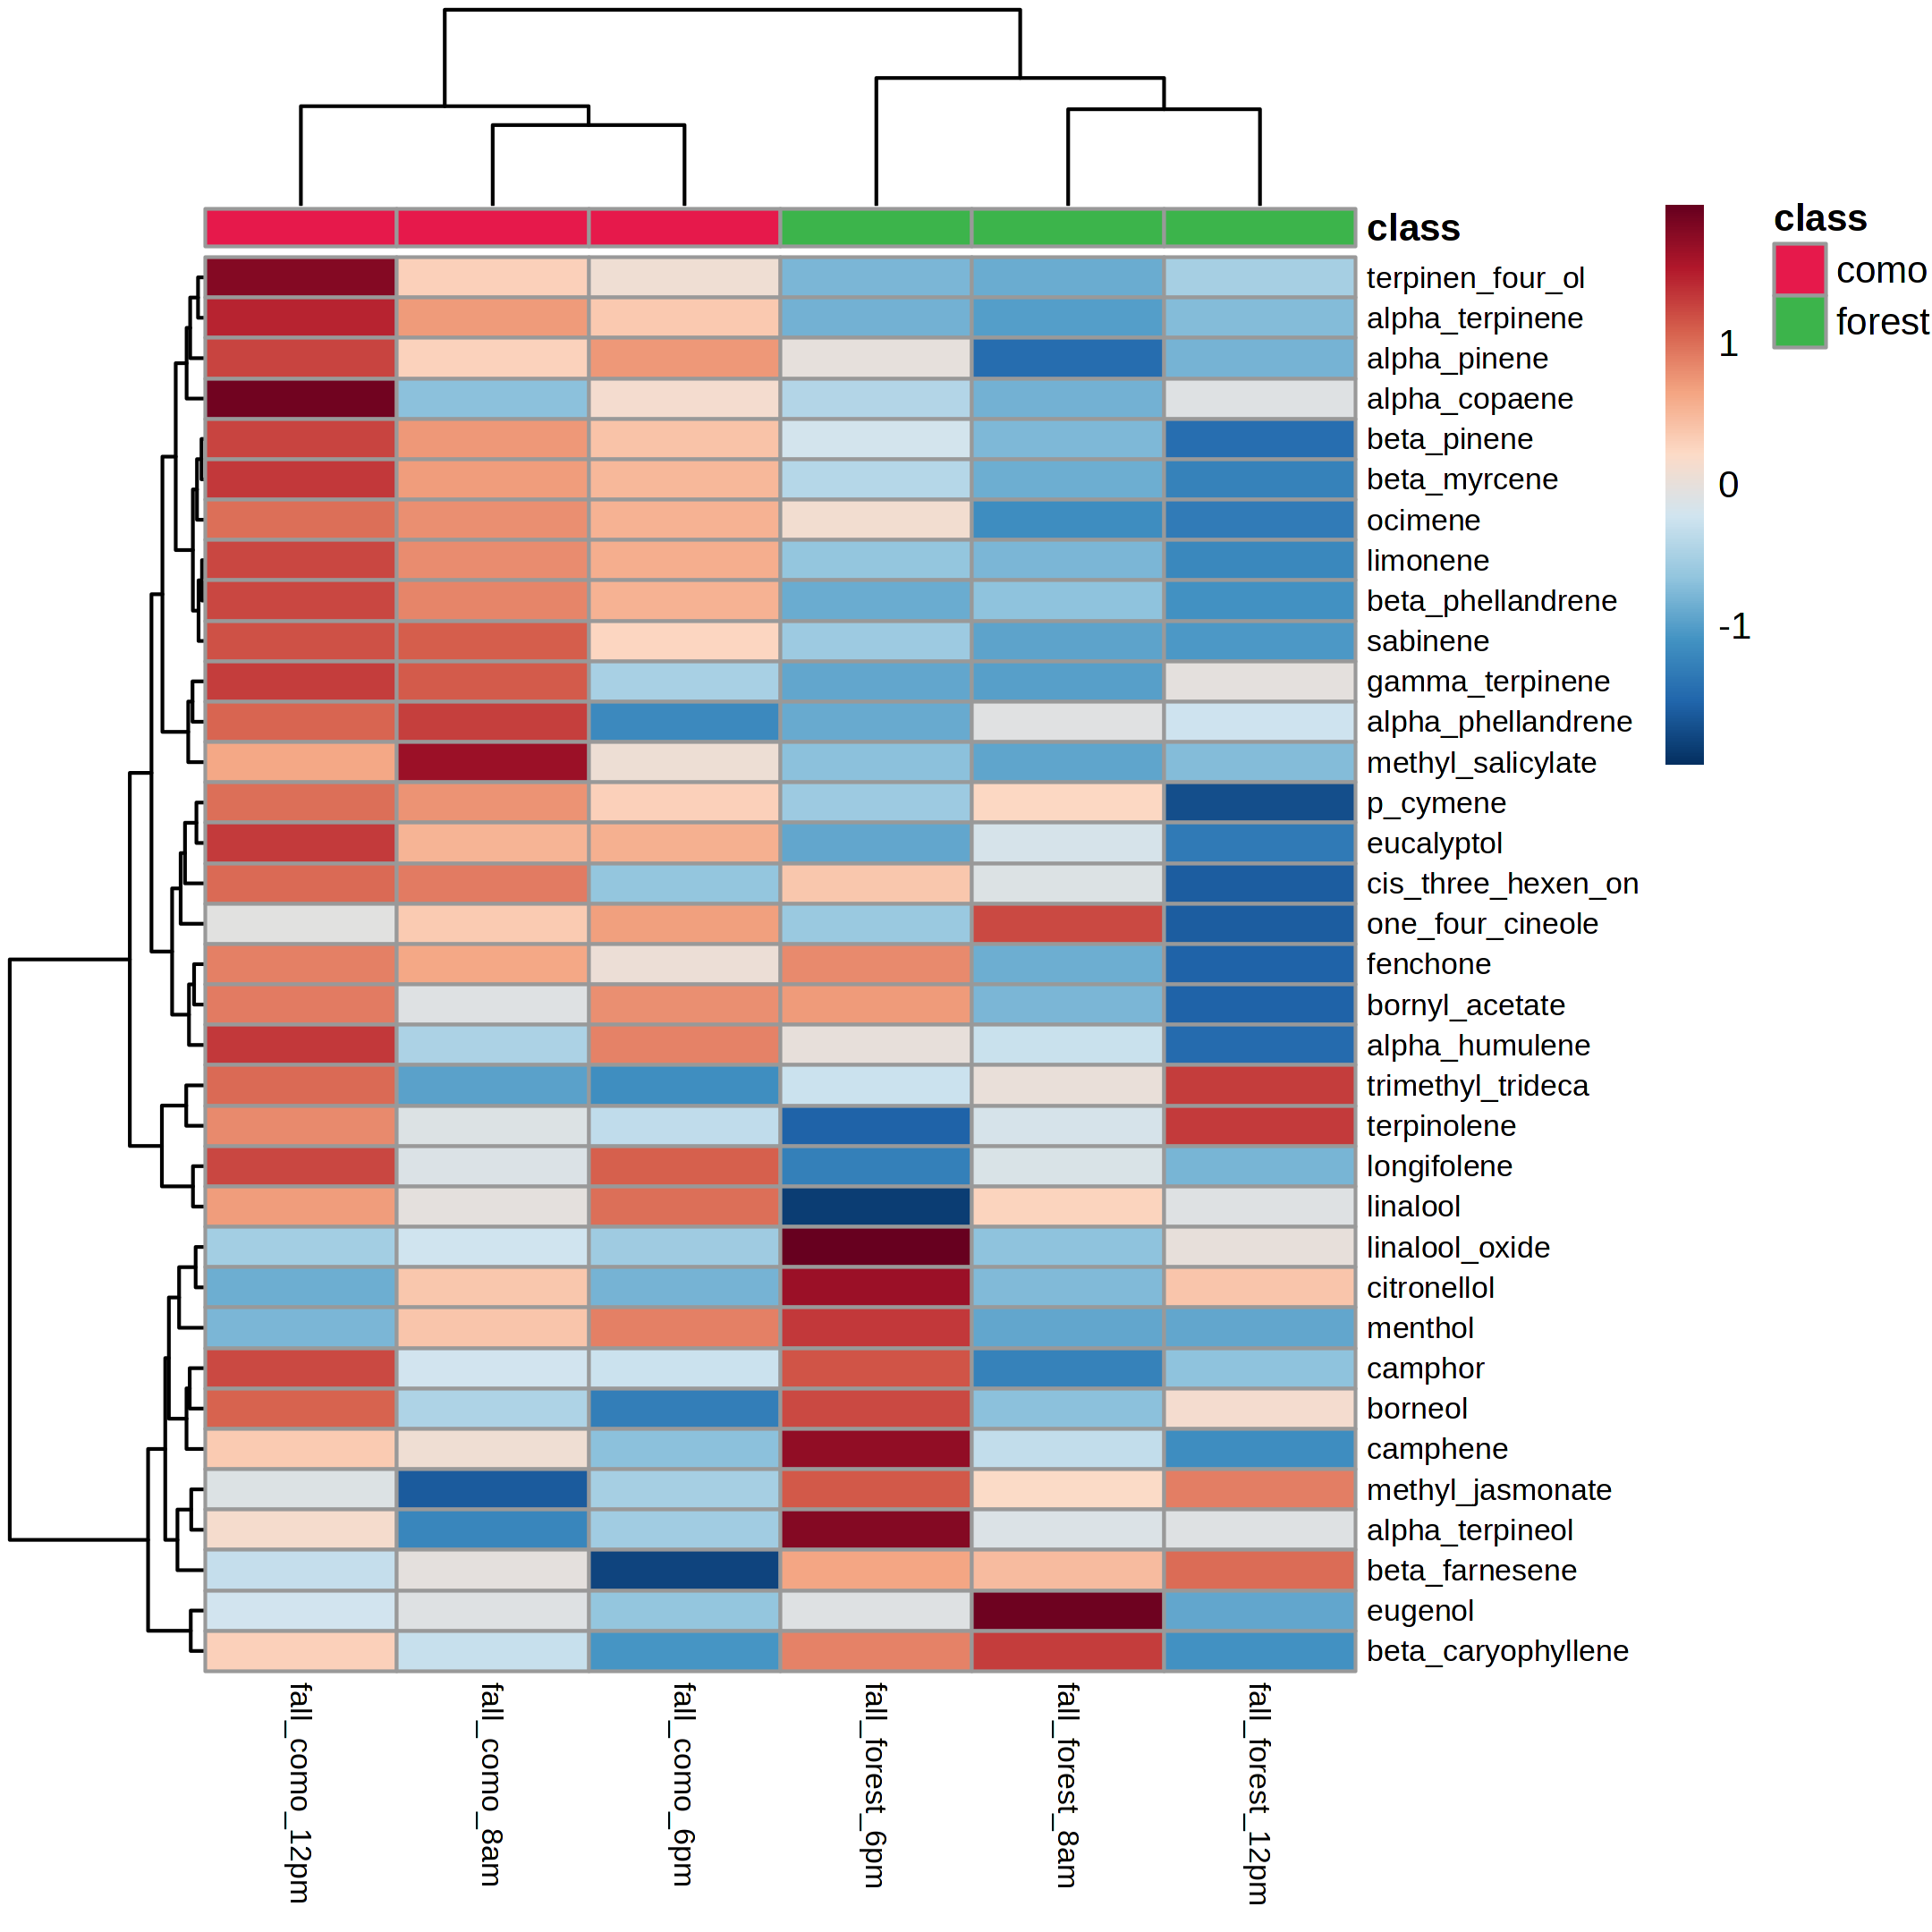 class
class
como
forest
1
0
-1
terpinen_four_ol
alpha_terpinene
alpha_pinene
alpha_copaene
beta_pinene
beta_myrcene
ocimene
limonene
beta_phellandrene
sabinene
gamma_terpinene
alpha_phellandrene
methyl_salicylate
p_cymene
eucalyptol
cis_three_hexen_on
one_four_cineole
fenchone
bornyl_acetate
alpha_humulene
trimethyl_trideca
terpinolene
longifolene
linalool
linalool_oxide
citronellol
menthol
camphor
borneol
camphene
methyl_jasmonate
alpha_terpineol
beta_farnesene
eugenol
beta_caryophyllene
fall_como_12pm
fall_como_8am
fall_como_6pm
fall_forest_6pm
fall_forest_8am
fall_forest_12pm